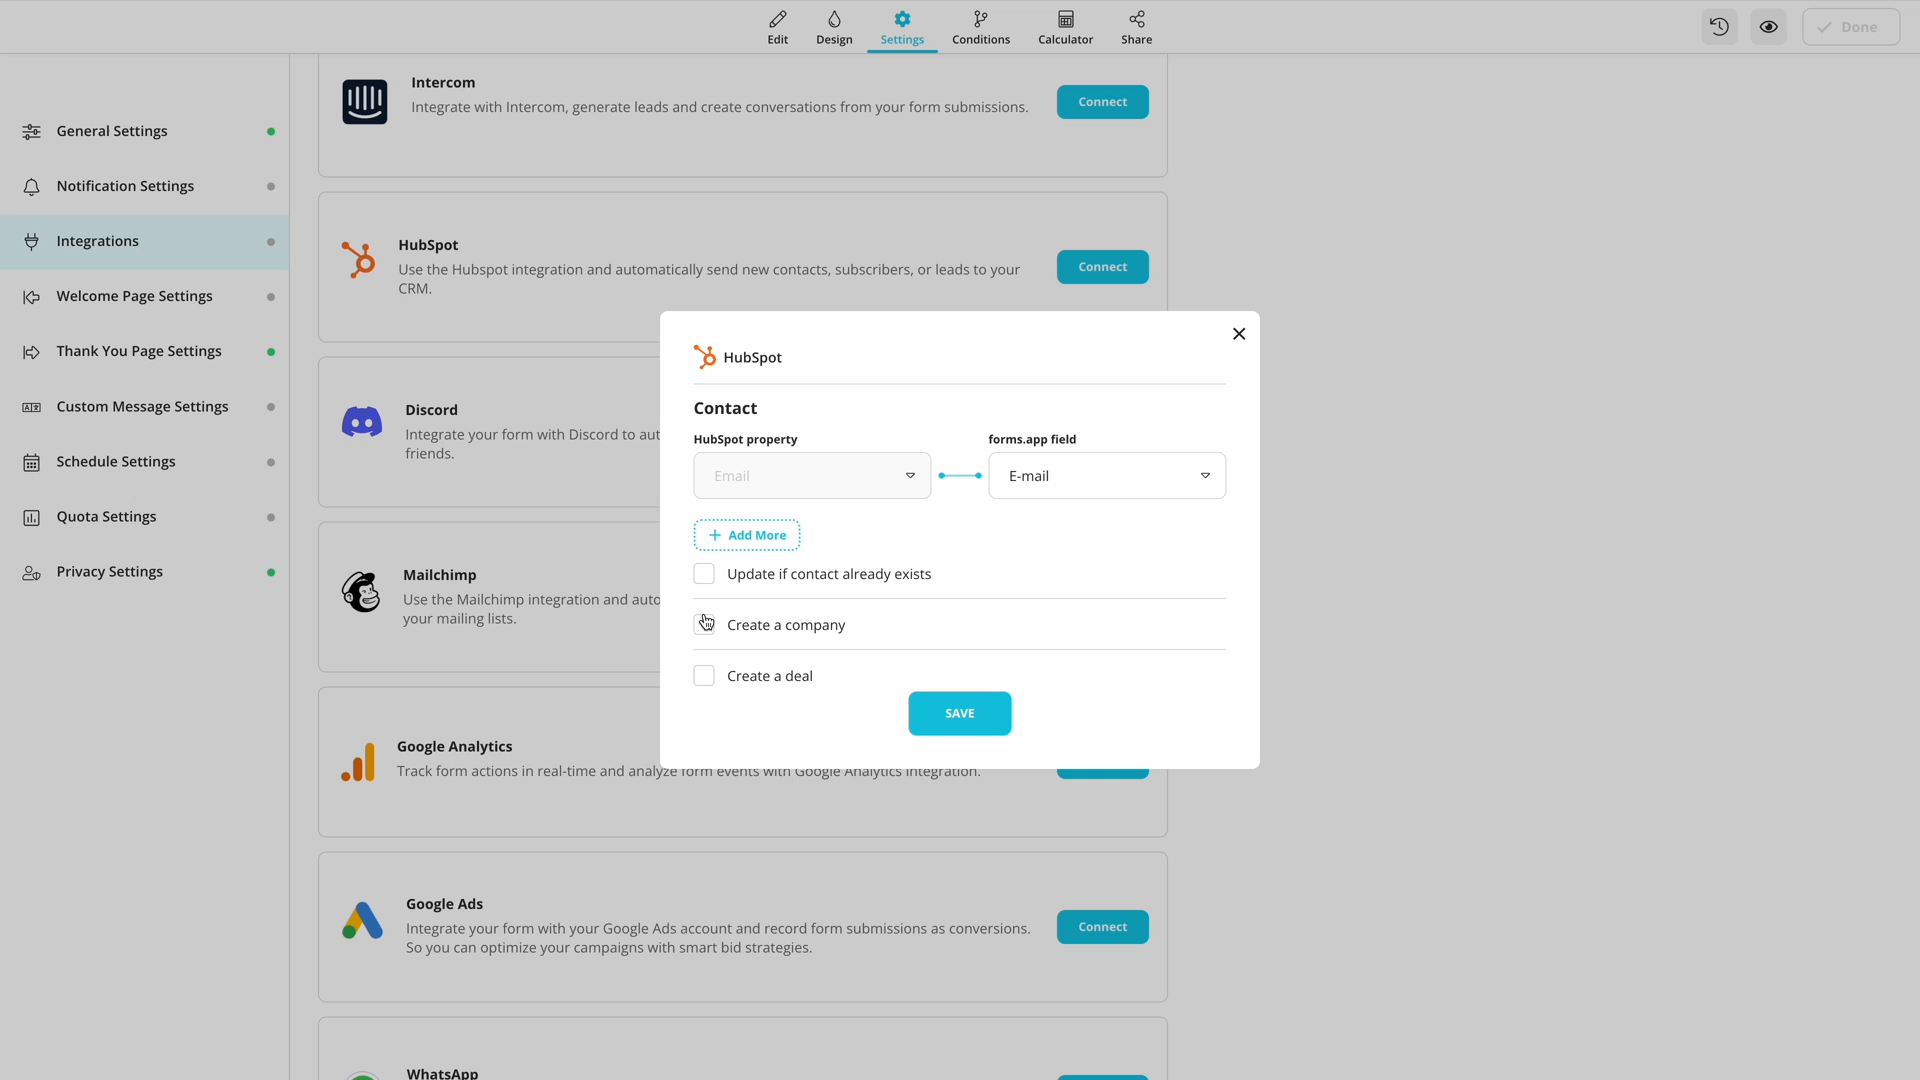 Edit
Design
Settings
Conditions
Calculator
Share
Done
General Settings
Notification Settings
Integrations
Welcome Page Settings
Thank You Page Settings
Custom Message Settings
Schedule Settings
Quota Settings
Privacy Settings
Intercom
Integrate with Intercom, generate leads and create conversations from your form submissions.
Connect
HubSpot
Use the Hubspot integration and automatically send new contacts, subscribers, or leads to your
CRM.
Connect
Discord
Integrate your form with Discord to aut
friends.
Mailchimp
Use the Mailchimp integration and auto
your mailing lists.
Google Analytics
Track form actions in real-time and analyze form events with Google Analytics integration.
Google Ads
Integrate your form with your Google Ads account and record form submissions as conversions.
So you can optimize your campaigns with smart bid strategies.
Connect
WhatsApp
HubSpot
Contact
HubSpot property
forms.app field
Email
E-mail
Add More
Update if contact already exists
Create a company
Create a deal
SAVE